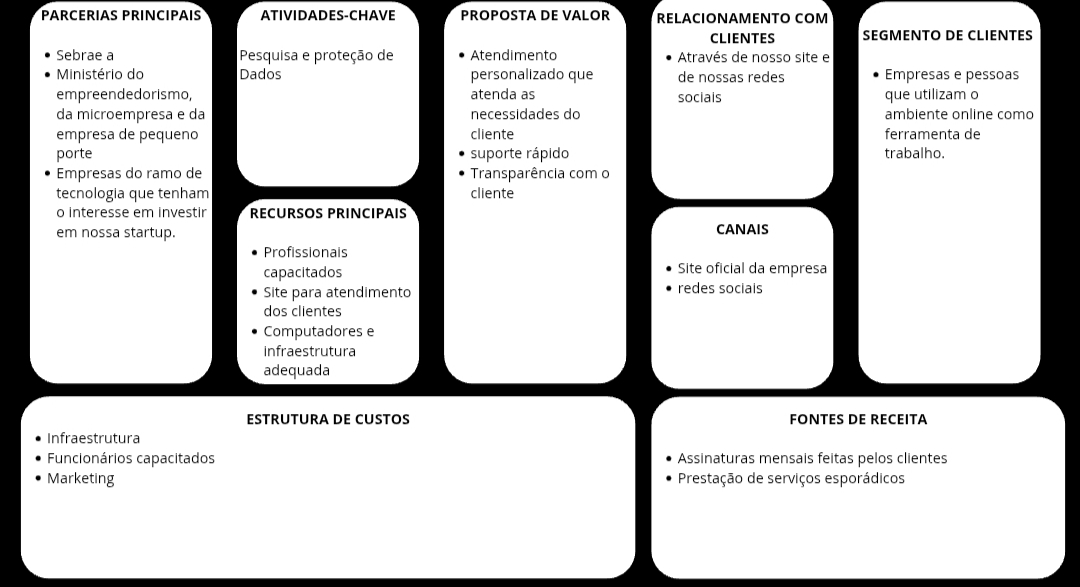 PARCERIAS PRINCIPAIS
• Sebrae a
• Ministério do
empreendedorismo,
da microempresa e da
empresa de pequeno
porte
• Empresas do ramo de
tecnologia que tenham
o interesse em investir
em nossa startup.
ATIVIDADES-CHAVE
Pesquisa e proteção de
Dados
RECURSOS PRINCIPAIS
• Profissionais
capacitados
• Site para atendimento
dos clientes
• Computadores e
infraestrutura
adequada
PROPOSTA DE VALOR
• Atendimento
personalizado que
atenda as
necessidades do
cliente
• suporte rápido
• Transparência com o
cliente
RELACIONAMENTO COM
CLIENTES
• Através de nosso site e
de nossas redes
sociais
CANAIS
• Site oficial da empresa
• redes sociais
SEGMENTO DE CLIENTES
• Empresas e pessoas
que utilizam o
ambiente online como
ferramenta de
trabalho.
ESTRUTURA DE CUSTOS
• Infraestrutura
• Funcionários capacitados
• Marketing
FONTES DE RECEITA
• Assinaturas mensais feitas pelos clientes
• Prestação de serviços esporádicos